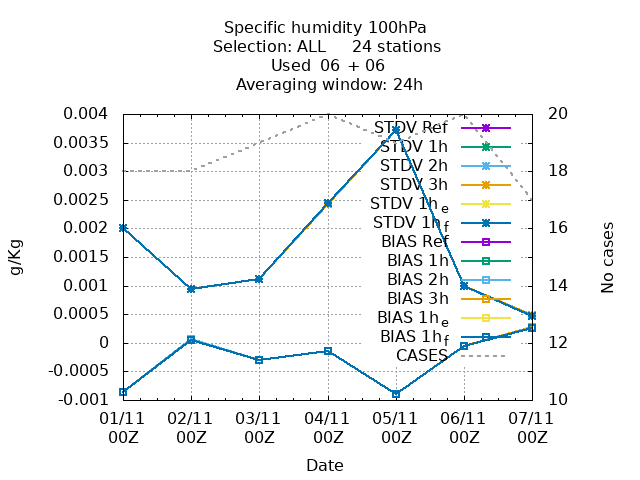 Specific humidity 100hPa
Selection: ALL 24 stations
Used 06 + 06
Averaging window: 24h
0.004
0.0035
0.003
0.0025
0.002
0.0015
0.001
0.0005
0
-0.0005
-0.001
g/Kg
20
18
16
14
12
10
No cases
STDV Ref
STDV 1h
STDV 2h
STDV 3h
STDV 1h e
STDV 1h f
BIAS Ref
BIAS 1h
BIAS 2h
BIAS 3h
BIAS 1h e
BIAS 1h f
CASES
01/11 02/11 03/11 04/11 05/11 06/11 07/11
00Z 00Z 00Z 00Z 00Z 00Z 00Z
Date